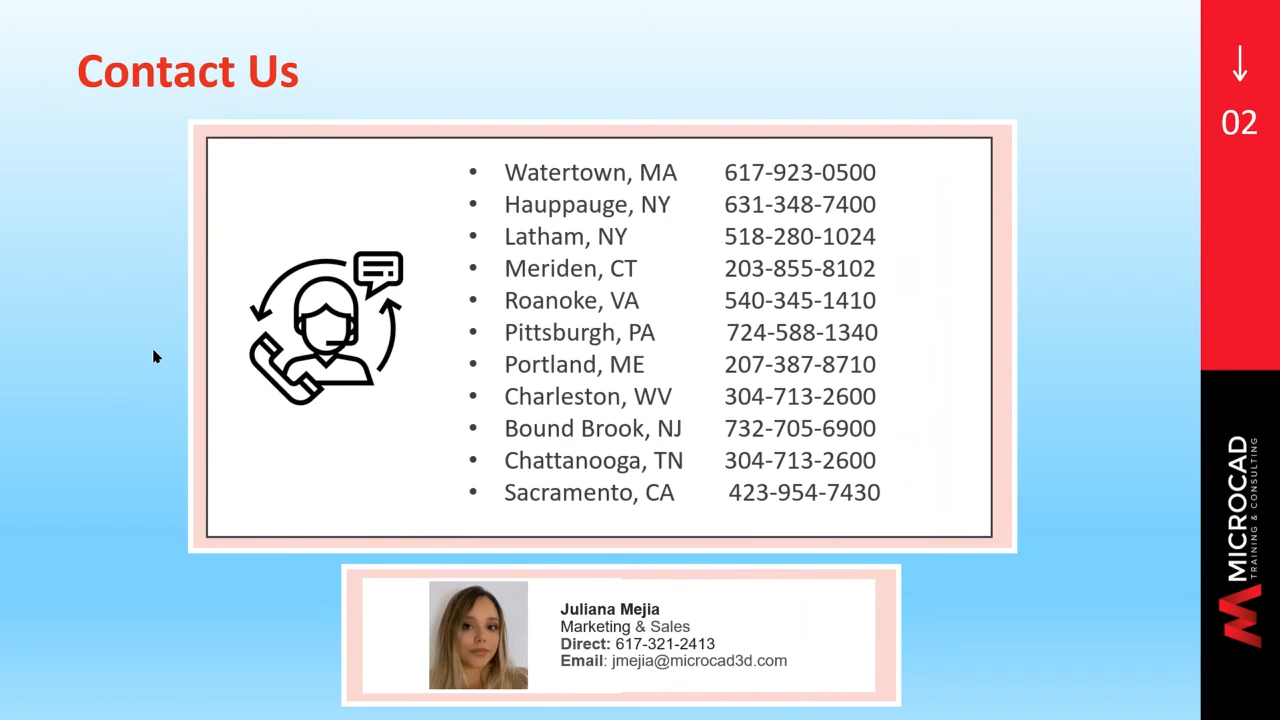 Contact Us
02
• Watertown, MA 617-923-0500
• Hauppauge, NY 631-348-7400
• Latham, NY 518-280-1024
• Meriden, CT 203-855-8102
• Roanoke, VA 540-345-1410
• Pittsburgh, PA 724-588-1340
• Portland, ME 207-387-8710
• Charleston, WV 304-713-2600
• Bound Brook, NJ 732-705-6900
• Chattanooga, TN 304-713-2600
• Sacramento, CA 423-954-7430
Juliana Mejia
Marketing & Sales
Direct: 617-321-2413
Email: jmejia@microcad3d.com
MICROCAD
TRAINING & CONSULTING